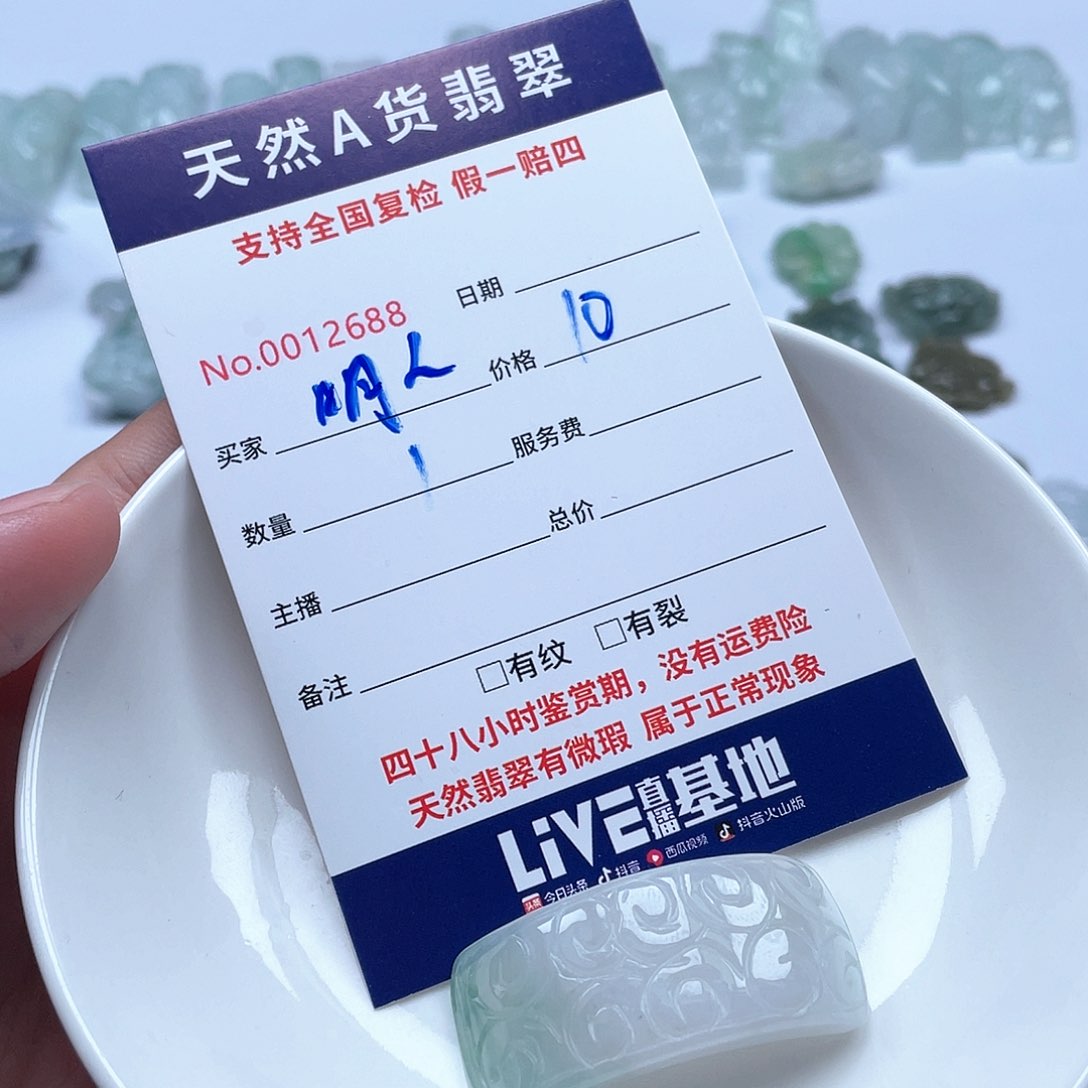 天然A货翡翠
支持全国复检 假一赔四
No.0012688 日期
买家 明人 价格 10
数量 1 服务费
主播 总价
备注 □有纹 □有裂
四十八小时鉴赏期，没有运费险
天然翡翠有微瑕 属于正常现象
LiVE直播基地
头条 今日头条 抖音 西瓜视频 抖音火山版